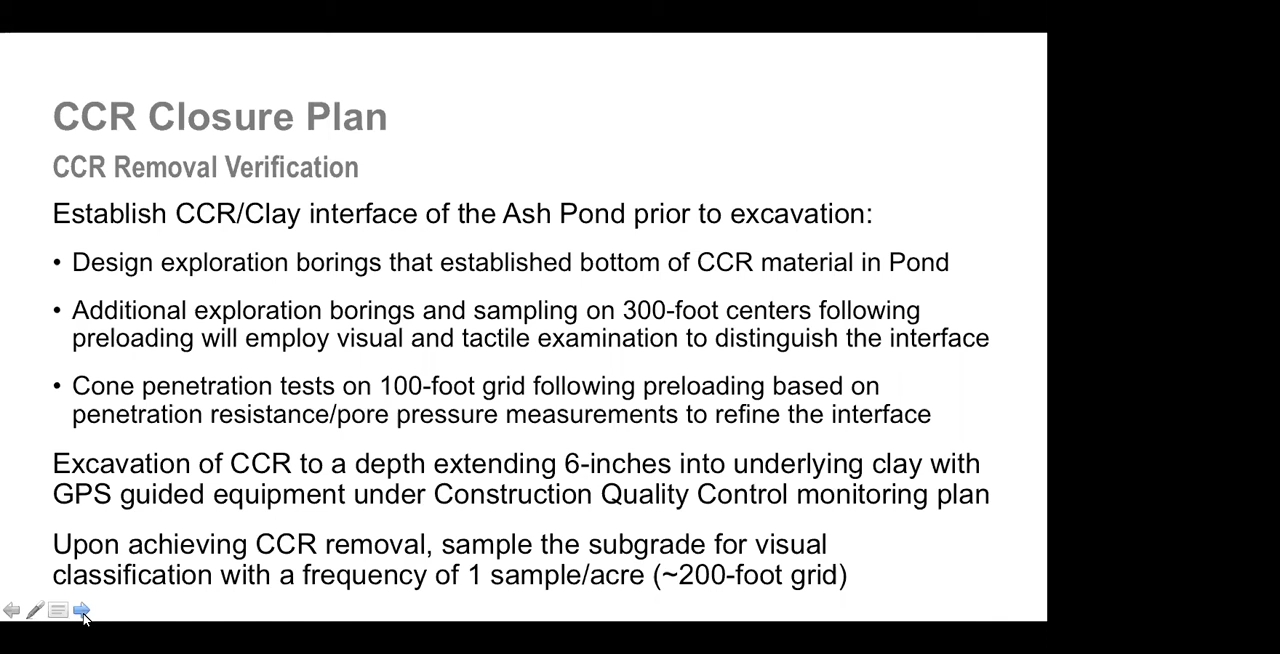 CCR Closure Plan
CCR Removal Verification
Establish CCR/Clay interface of the Ash Pond prior to excavation:
• Design exploration borings that established bottom of CCR material in Pond
• Additional exploration borings and sampling on 300-foot centers following
preloading will employ visual and tactile examination to distinguish the interface
• Cone penetration tests on 100-foot grid following preloading based on
penetration resistance/pore pressure measurements to refine the interface
Excavation of CCR to a depth extending 6-inches into underlying clay with
GPS guided equipment under Construction Quality Control monitoring plan
Upon achieving CCR removal, sample the subgrade for visual
classification with a frequency of 1 sample/acre (~200-foot grid)